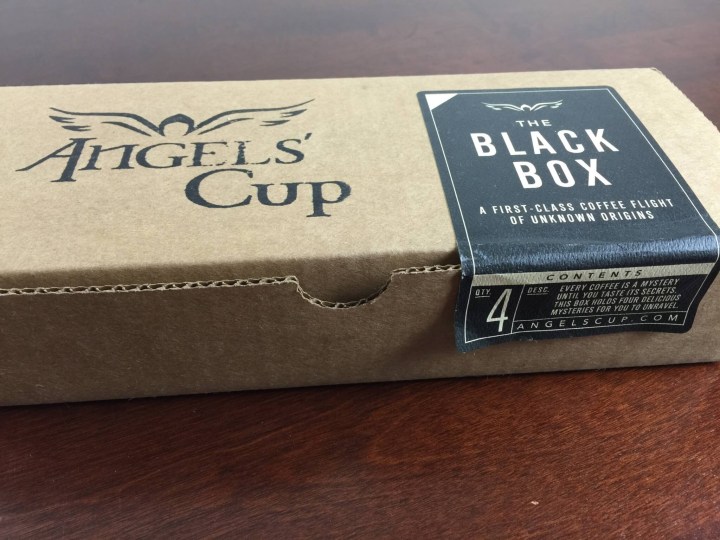 ANGELS'
CUP
THE
BLACK
BOX
A FIRST-CLASS COFFEE FLIGHT
OF UNKNOWN ORIGINS
CONTENTS
QTY.
4
DESC.
EVERY COFFEE IS A MYSTERY
UNTIL YOU TASTE ITS SECRETS.
THIS BOX HOLDS FOUR DELICIOUS
MYSTERIES FOR YOU TO UNRAVEL.
ANGELSCUP.COM